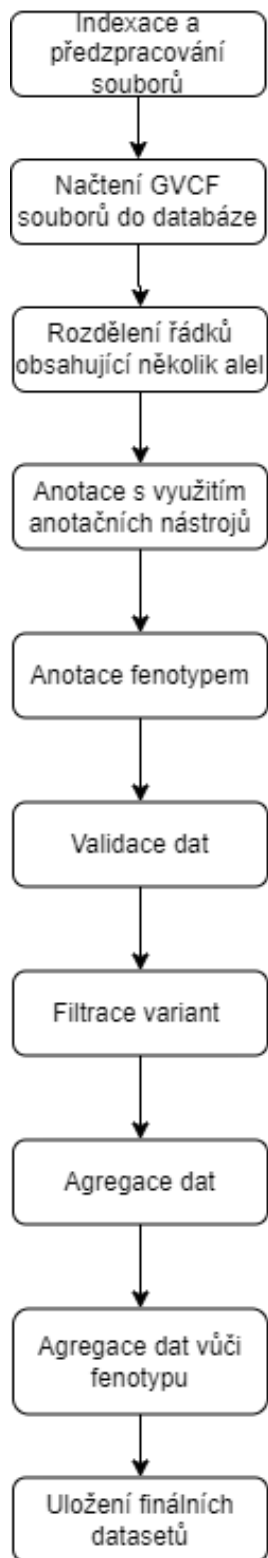 Indexace a
předzpracování
souborů
Načtení GVCF
souborů do databáze
Rozdělení řádků
obsahující několik alel
Anotace s využitím
anotačních nástrojů
Anotace fenotypem
Validace dat
Filtrace variant
Agregace dat
Agregace dat vůči
fenotypu
Uložení finálních
datasetů